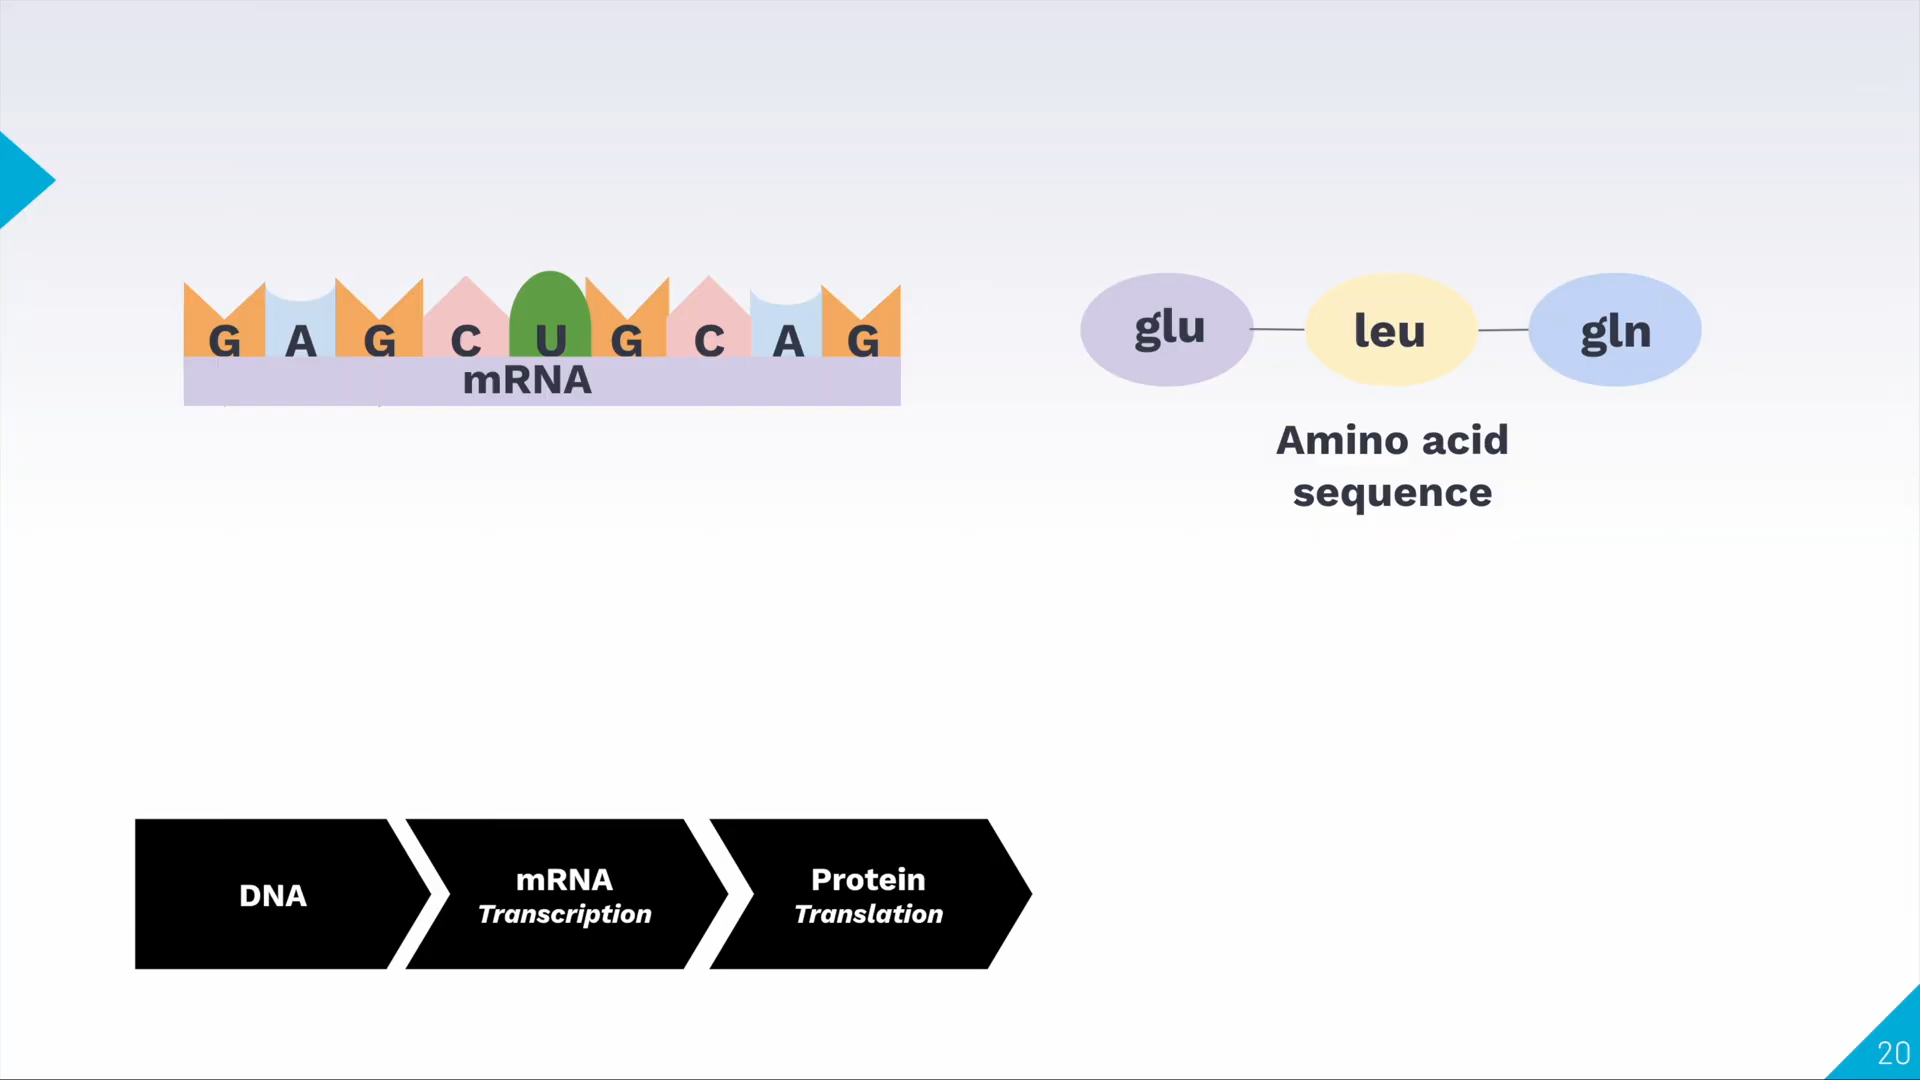 G A G C U G C A G
mRNA
glu leu gln
Amino acid
sequence
DNA
mRNA
Transcription
Protein
Translation
20